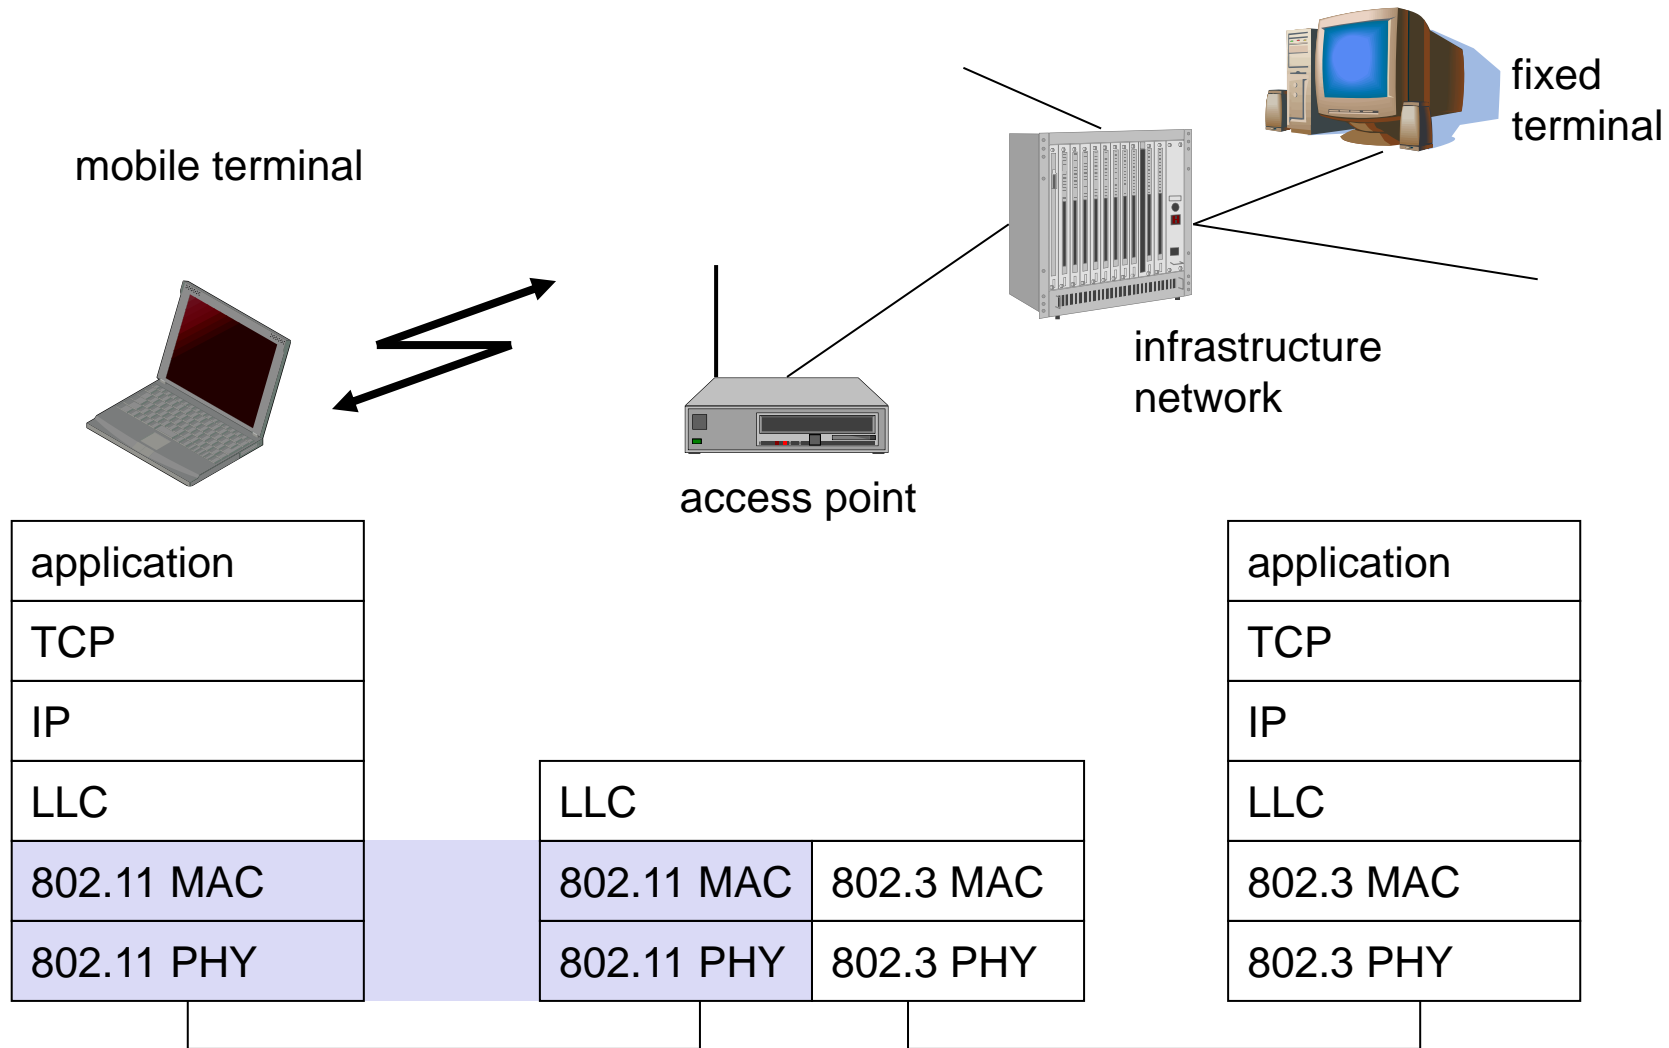 fixed
terminal
mobile terminal
infrastructure
network
access point
application
TCP
IP
LLC
802.11 MAC
802.11 PHY
LLC
802.11 MAC
802.3 MAC
802.11 PHY
802.3 PHY
application
TCP
IP
LLC
802.3 MAC
802.3 PHY